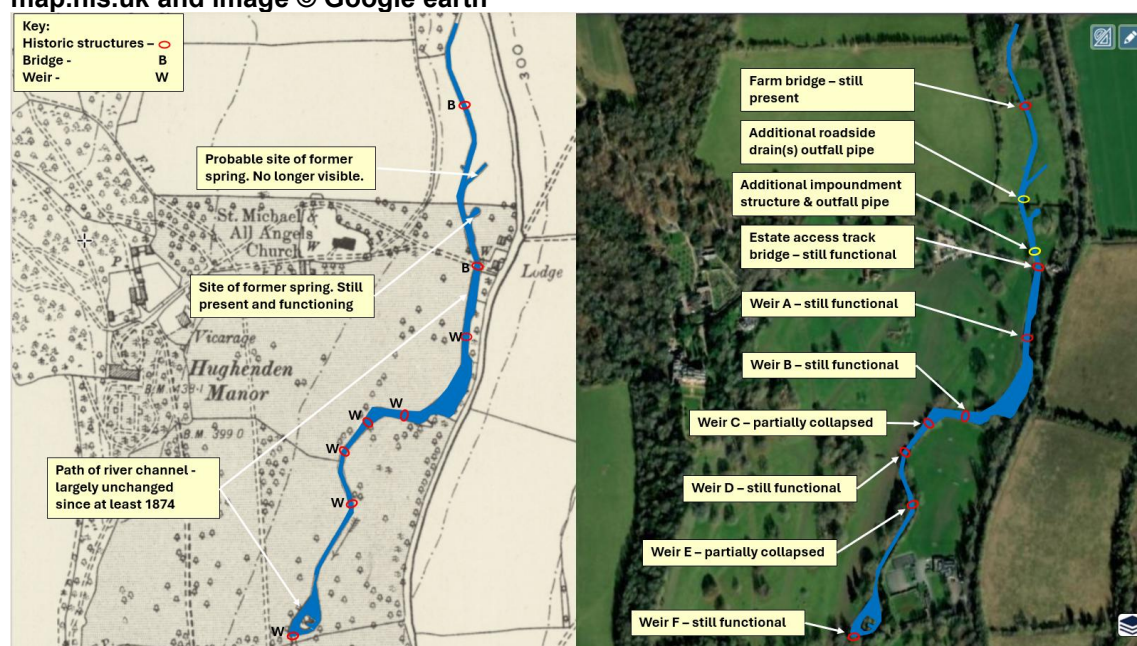 map.nls.uk and image © Google earth
Key:
Historic structures –
Bridge - B
Weir - W
B
Probable site of former
spring. No longer visible.
300
F.P.
St. Michael &
All Angels
Church
W
W
B
Lodge
P
Site of former spring. Still
present and functioning
W
Vicarage
Hughenden
Manor
B.M. 438·1
W
W
B.M. 399·0
W
Path of river channel -
largely unchanged
since at least 1874
W
W
Farm bridge – still
present
Additional roadside
drain(s) outfall pipe
Additional impoundment
structure & outfall pipe
Estate access track
bridge – still functional
Weir A – still functional
Weir B – still functional
Weir C – partially collapsed
Weir D – still functional
Weir E – partially collapsed
Weir F – still functional